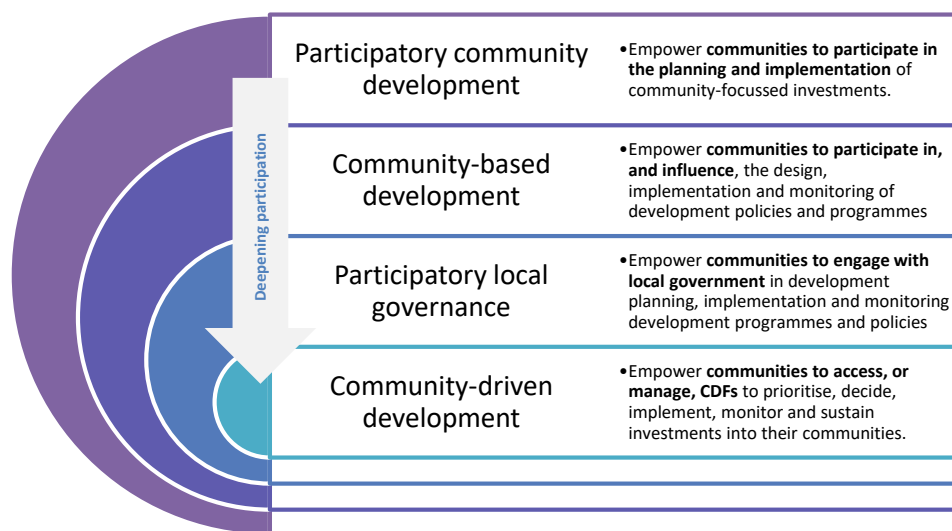 Participatory community
development
•Empower communities to participate in
the planning and implementation of
community-focussed investments.
Deepening participation
Community-based
development
•Empower communities to participate in,
and influence, the design,
implementation and monitoring of
development policies and programmes
Participatory local
governance
•Empower communities to engage with
local government in development
planning, implementation and monitoring
development programmes and policies
Community-driven
development
•Empower communities to access, or
manage, CDFs to prioritise, decide,
implement, monitor and sustain
investments into their communities.